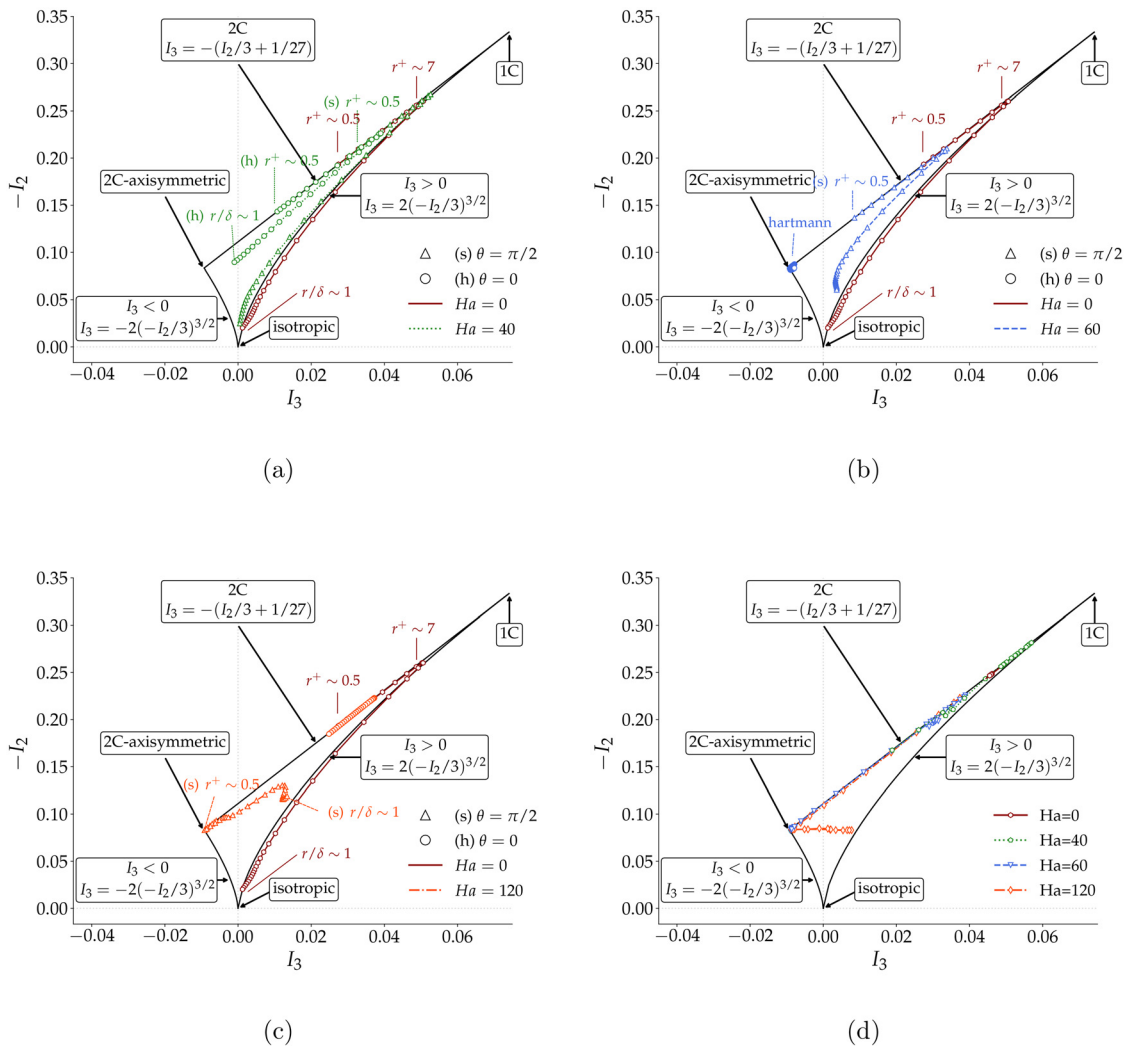 0.35
0.30
0.25
0.20
0.15
0.10
0.05
0.00
−I₂
−0.04
−0.02
0.00
0.02
0.04
0.06
I₃
2C
I₃ = −(I₂/3 + 1/27)
1C
r⁺ ∼ 7
(s) r⁺ ∼ 0.5
r⁺ ∼ 0.5
(h) r⁺ ∼ 0.5
2C-axisymmetric
(h) r/δ ∼ 1
I₃ > 0
I₃ = 2(−I₂/3)^{3/2}
I₃ < 0
I₃ = −2(−I₂/3)^{3/2}
r/δ ∼ 1
isotropic
(s) θ = π/2
(h) θ = 0
Ha = 0
Ha = 40
(a)
0.35
0.30
0.25
0.20
0.15
0.10
0.05
0.00
−I₂
−0.04
−0.02
0.00
0.02
0.04
0.06
I₃
2C
I₃ = −(I₂/3 + 1/27)
1C
r⁺ ∼ 7
r⁺ ∼ 0.5
2C-axisymmetric
(s) r⁺ ∼ 0.5
hartmann
I₃ > 0
I₃ = 2(−I₂/3)^{3/2}
I₃ < 0
I₃ = −2(−I₂/3)^{3/2}
r/δ ∼ 1
isotropic
(s) θ = π/2
(h) θ = 0
Ha = 0
Ha = 60
(b)
0.35
0.30
0.25
0.20
0.15
0.10
0.05
0.00
−I₂
−0.04
−0.02
0.00
0.02
0.04
0.06
I₃
2C
I₃ = −(I₂/3 + 1/27)
1C
r⁺ ∼ 7
r⁺ ∼ 0.5
2C-axisymmetric
(s) r⁺ ∼ 0.5
(s) r/δ ∼ 1
I₃ > 0
I₃ = 2(−I₂/3)^{3/2}
I₃ < 0
I₃ = −2(−I₂/3)^{3/2}
r/δ ∼ 1
isotropic
(s) θ = π/2
(h) θ = 0
Ha = 0
Ha = 120
(c)
0.35
0.30
0.25
0.20
0.15
0.10
0.05
0.00
−I₂
−0.04
−0.02
0.00
0.02
0.04
0.06
I₃
2C
I₃ = −(I₂/3 + 1/27)
1C
2C-axisymmetric
I₃ > 0
I₃ = 2(−I₂/3)^{3/2}
I₃ < 0
I₃ = −2(−I₂/3)^{3/2}
isotropic
Ha=0
Ha=40
Ha=60
Ha=120
(d)